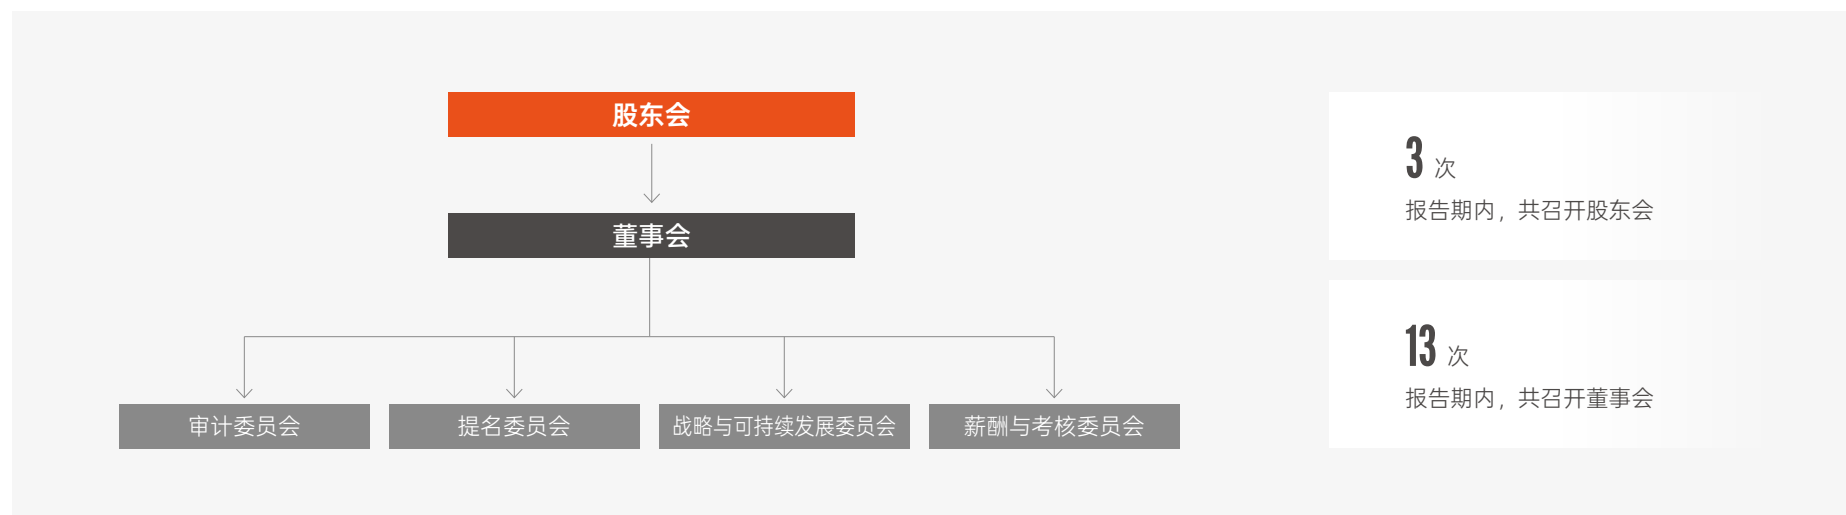 股东会
董事会
审计委员会
提名委员会
战略与可持续发展委员会
薪酬与考核委员会
3 次
报告期内，共召开股东会
13 次
报告期内，共召开董事会